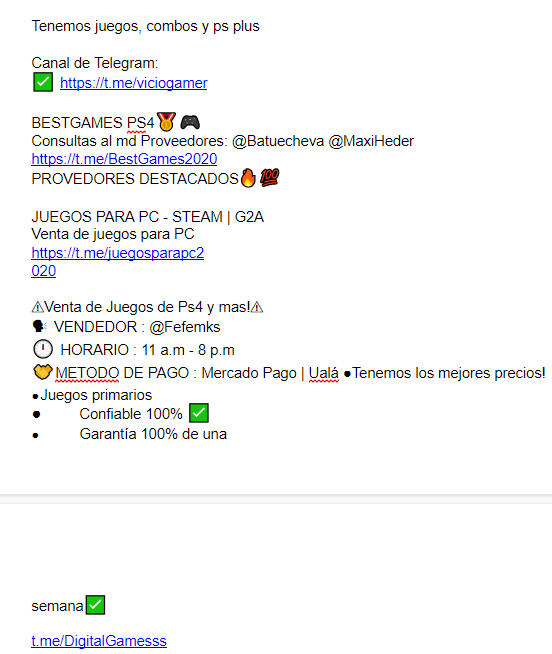 Tenemos juegos, combos y ps plus
Canal de Telegram:
✅ https://t.me/viciogamer
BESTGAMES PS4🏅🎮
Consultas al md Proveedores: @Batuecheva @MaxiHeder
https://t.me/BestGames2020
PROVEDORES DESTACADOS🔥💯
JUEGOS PARA PC - STEAM | G2A
Venta de juegos para PC
https://t.me/juegosparapc2
020
⚠Venta de Juegos de Ps4 y mas!⚠
🗣 VENDEDOR : @Fefemks
🕛 HORARIO : 11 a.m - 8 p.m
🤝METODO DE PAGO : Mercado Pago | Ualá ●Tenemos los mejores precios!
●Juegos primarios
● Confiable 100% ✅
● Garantía 100% de una
semana✅
t.me/DigitalGamesss